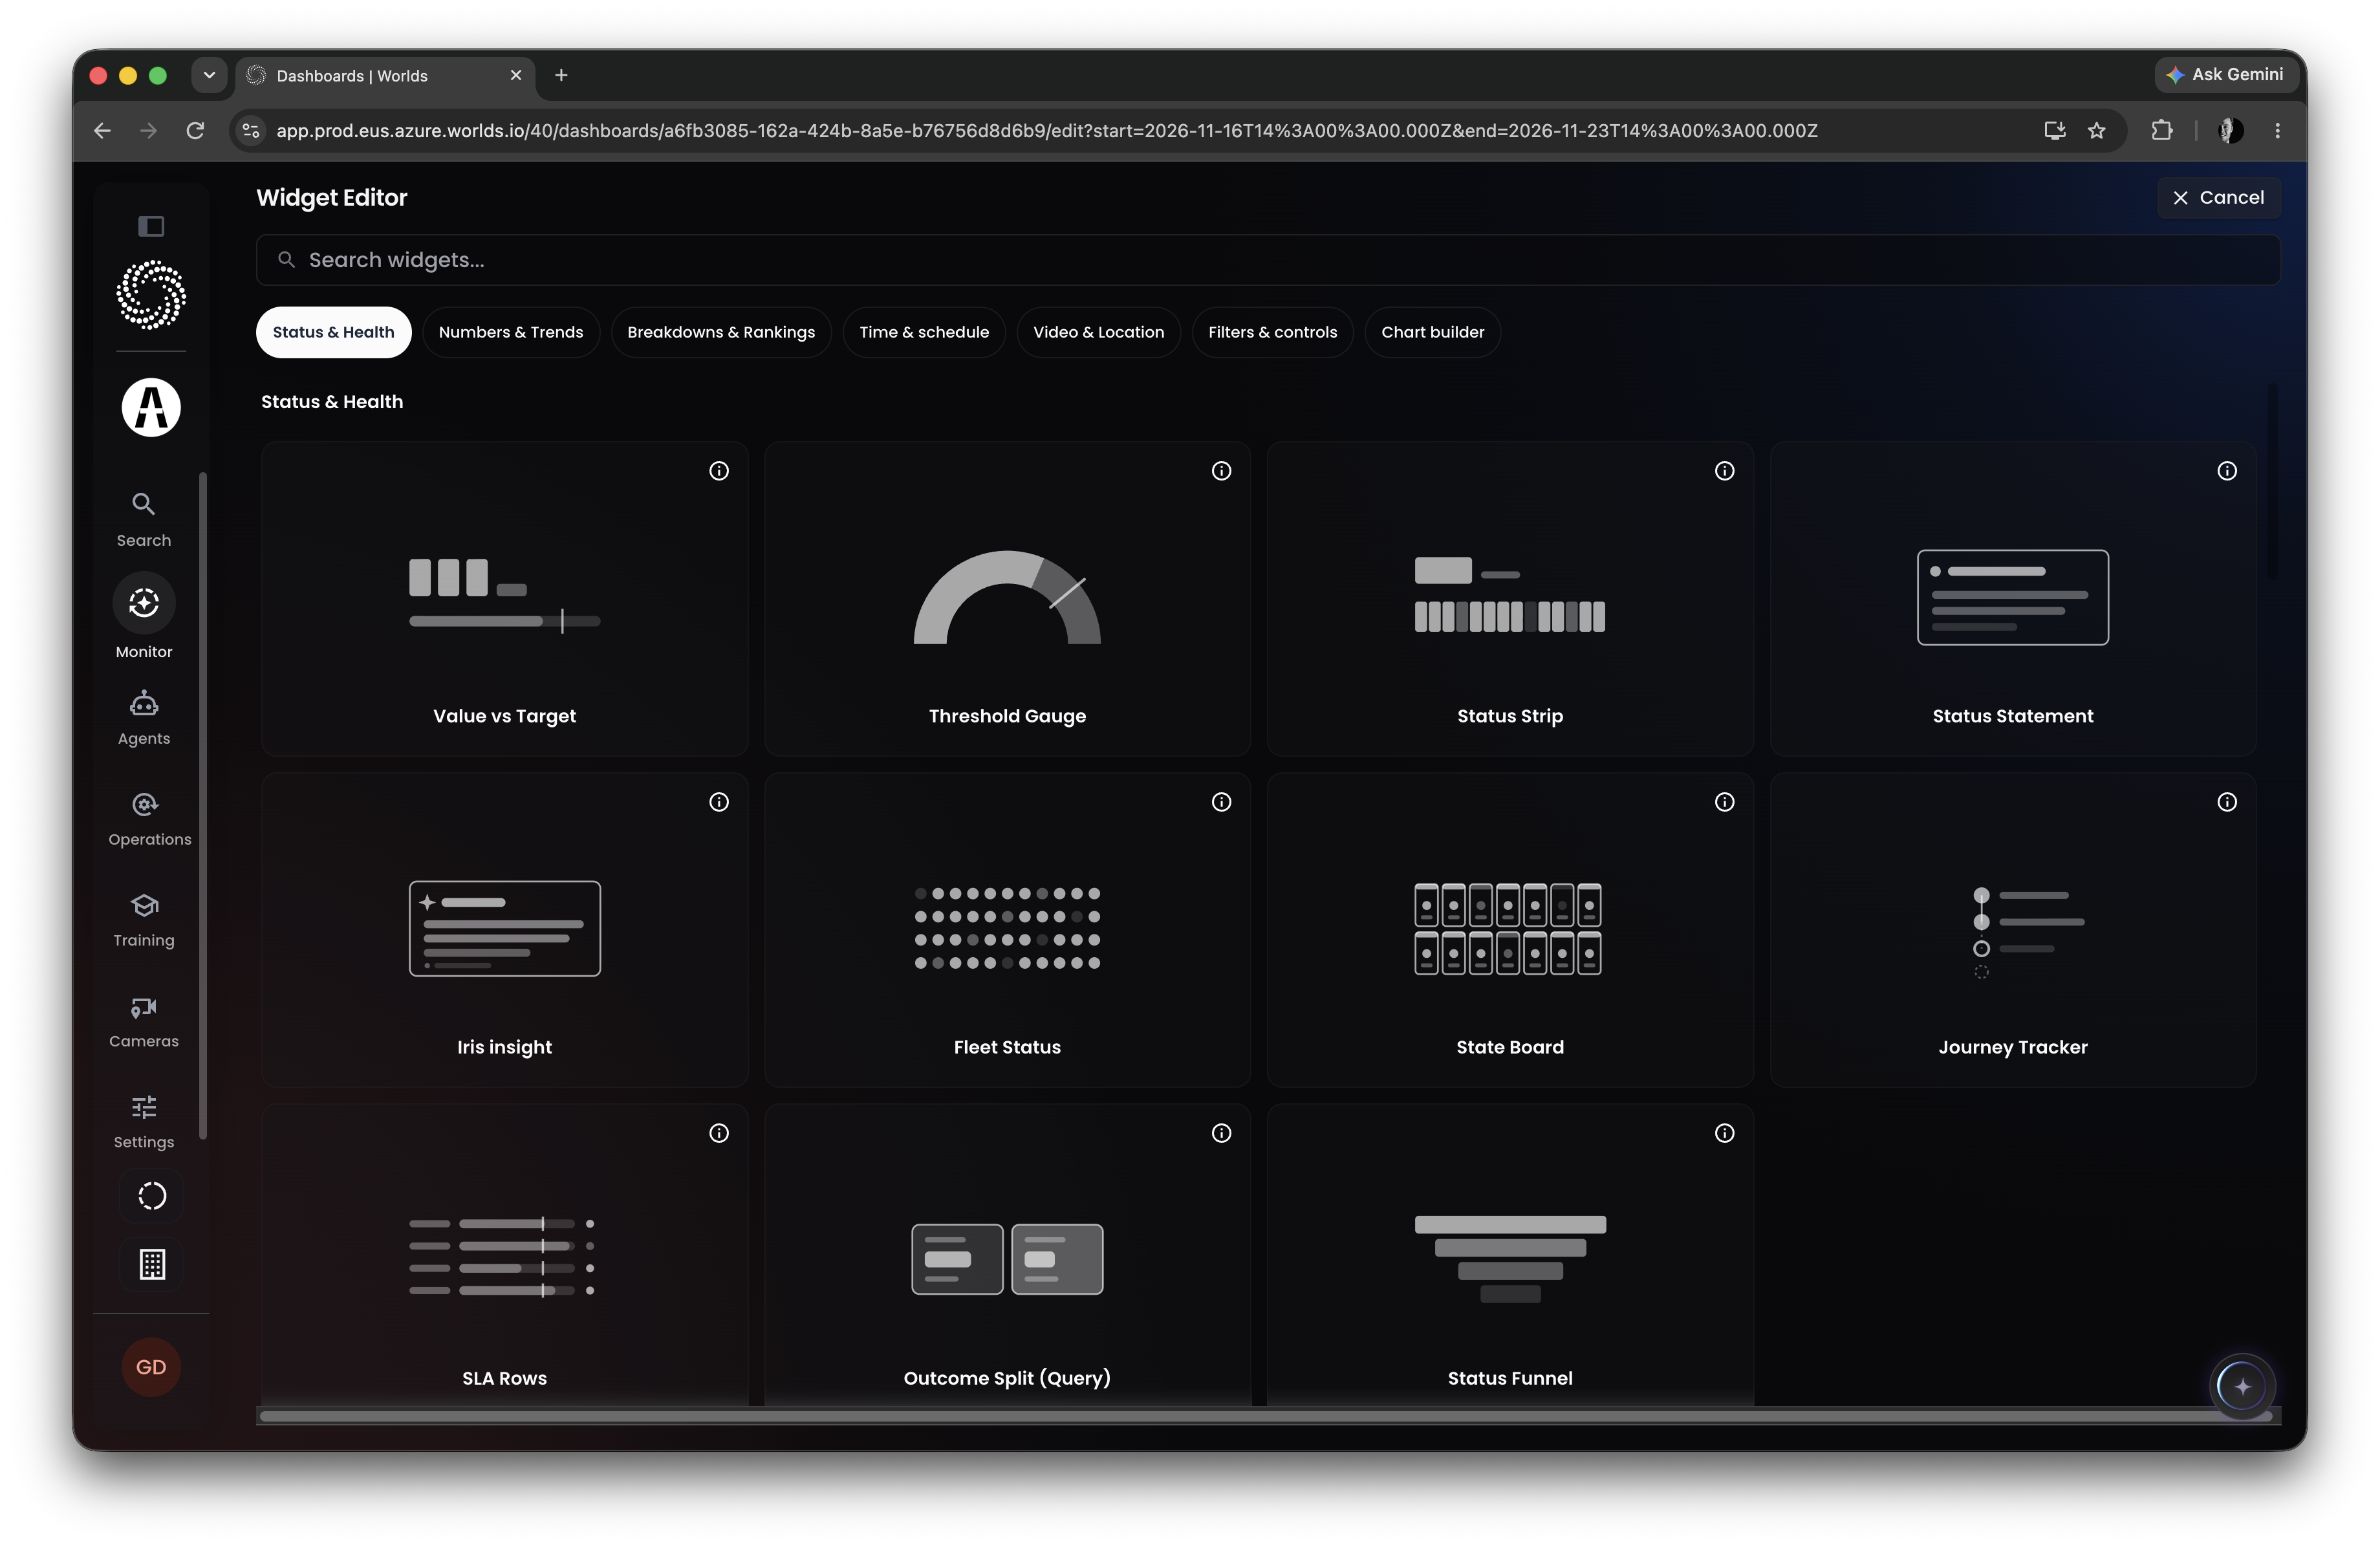 Dashboards | Worlds
Ask Gemini
app.prod.eus.azure.worlds.io/40/dashboards/a6fb3085-162a-424b-8a5e-b76756d8d6b9/edit?start=2026-11-16T14%3A00%3A00.000Z&end=2026-11-23T14%3A00%3A00.000Z
Widget Editor
Cancel
Search widgets...
Status & Health
Numbers & Trends
Breakdowns & Rankings
Time & schedule
Video & Location
Filters & controls
Chart builder
A
Search
Monitor
Agents
Operations
Training
Cameras
Settings
GD
Status & Health
Value vs Target
Threshold Gauge
Status Strip
Status Statement
Iris insight
Fleet Status
State Board
Journey Tracker
SLA Rows
Outcome Split (Query)
Status Funnel